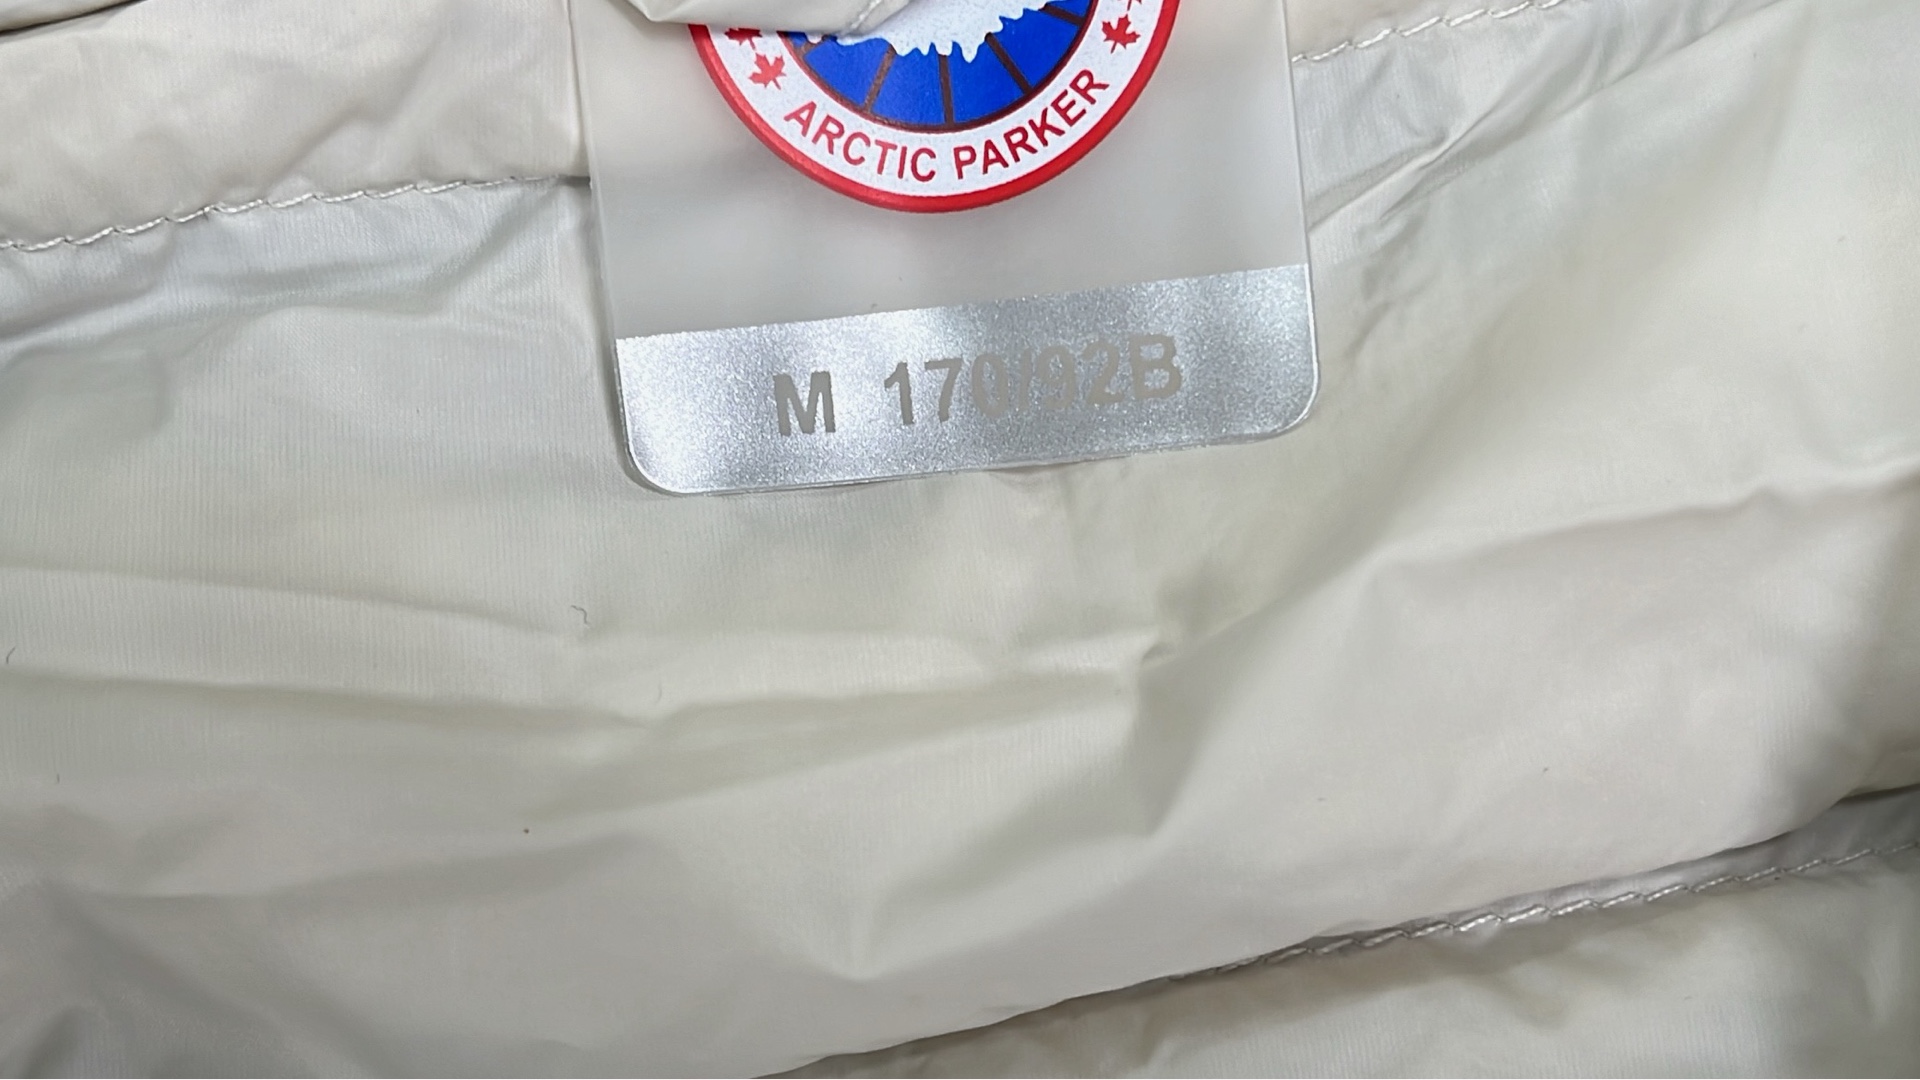 ARCTIC PARKER
M 170/92B